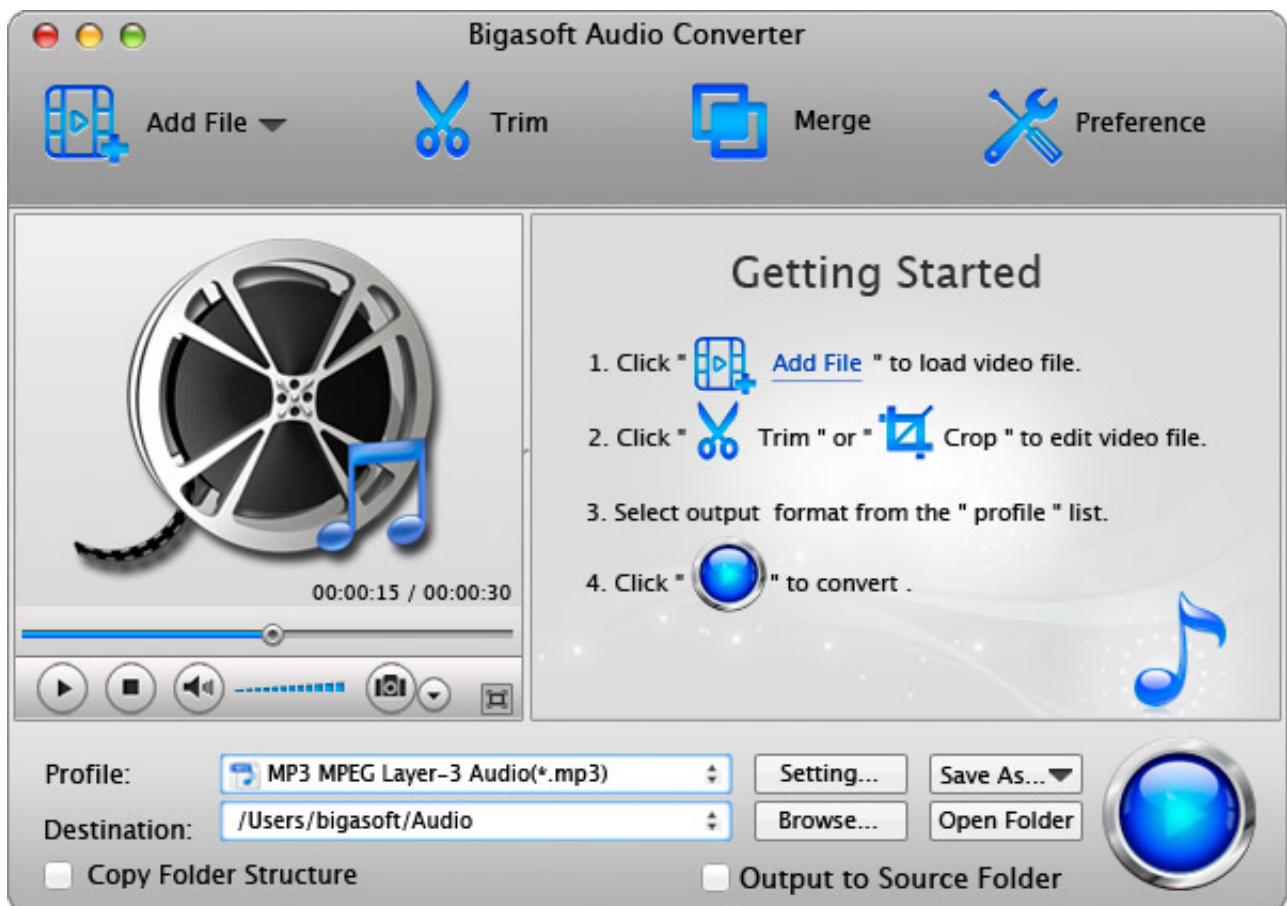 Bigasoft Audio Converter
Add File
Trim
Merge
Preference
Getting Started
1. Click " Add File " to load video file.
2. Click " Trim " or " Crop " to edit video file.
3. Select output format from the " profile " list.
4. Click " " to convert .
00:00:15 / 00:00:30
Profile: MP3 MPEG Layer-3 Audio(*.mp3) Setting... Save As...
Destination: /Users/bigasoft/Audio Browse... Open Folder
Copy Folder Structure
Output to Source Folder